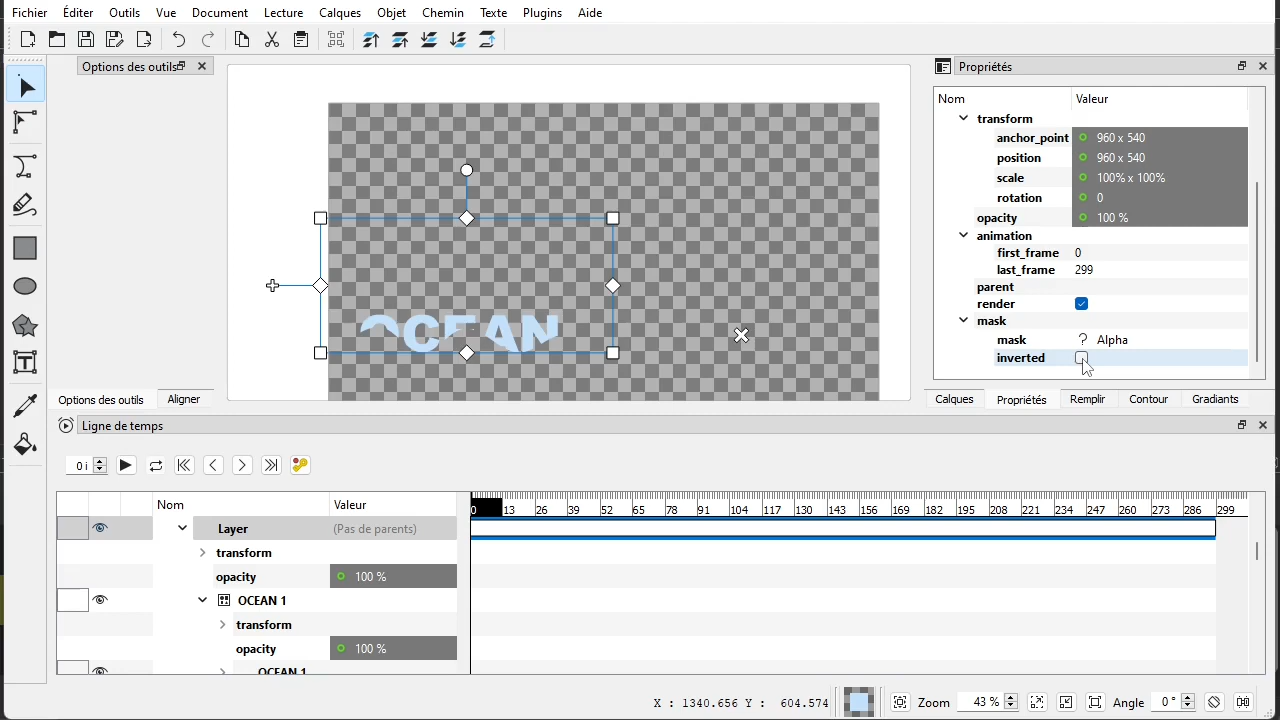 Fichier Éditer Outils Vue Document Lecture Calques Objet Chemin Texte Plugins Aide
Options des outils
Propriétés
Nom Valeur
transform
anchor_point 960 x 540
position 960 x 540
scale 100% x 100%
rotation 0
opacity 100 %
animation
first_frame 0
last_frame 299
parent
render
mask
mask ? Alpha
inverted
OCEAN
Options des outils Aligner
Calques Propriétés Remplir Contour Gradiants
Ligne de temps
0 i
Nom Valeur
0 13 26 39 52 65 78 91 104 117 130 143 156 169 182 195 208 221 234 247 260 273 286 299
Layer (Pas de parents)
transform
opacity 100 %
OCEAN 1
transform
opacity 100 %
OCEAN 1
X : 1340.656 Y : 604.574 Zoom 43 % Angle 0 °